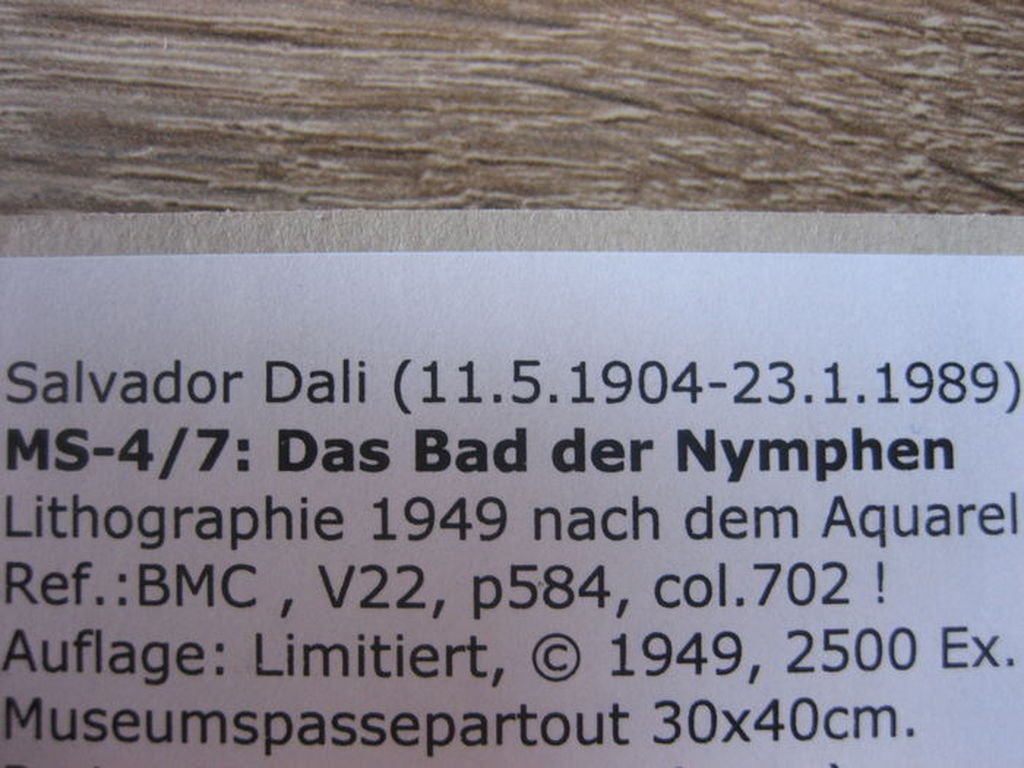 Salvador Dali (11.5.1904-23.1.1989)
MS-4/7: Das Bad der Nymphen
Lithographie 1949 nach dem Aquarel
Ref.:BMC , V22, p584, col.702 !
Auflage: Limitiert, © 1949, 2500 Ex.
Museumspassepartout 30x40cm.